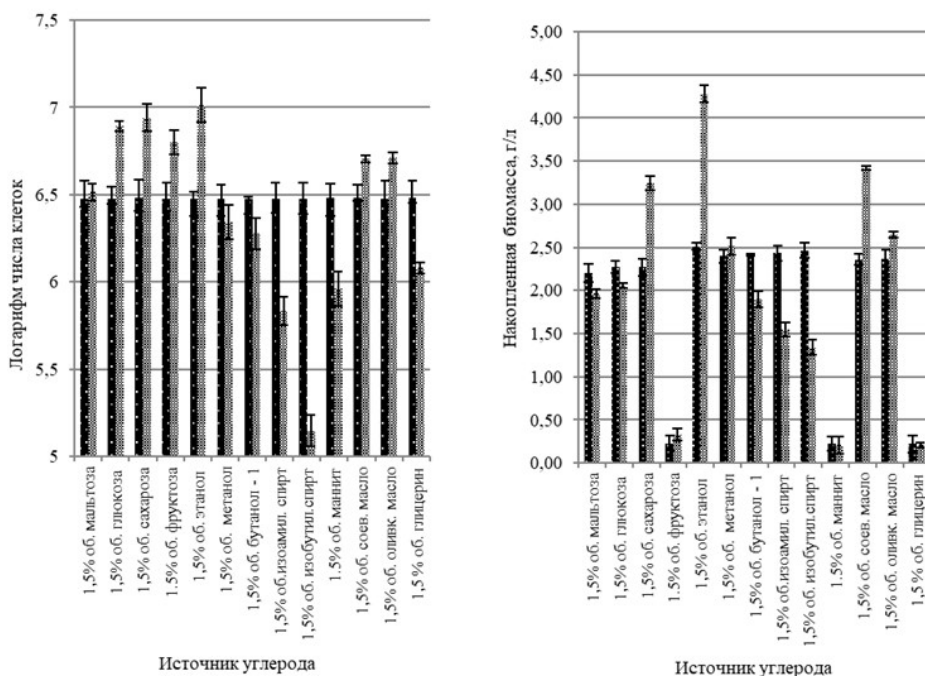 7,5
7
6,5
6
5,5
5
Логарифм числа клеток
1,5% об. мальтоза
1,5% об. глюкоза
1,5% об. сахароза
1.5% об. фруктоза
1,5% об. этанол
1,5% об. метанол
1,5% об. бутанол - 1
1,5% об.изоамил. спирт
1,5% об. изобутил.спирт
1.5% об. маннит
1,5% об. соев. масло
1,5% об. оливк. масло
1,5 % об. глицерин
Источник углерода
5,00
4,50
4,00
3,50
3,00
2,50
2,00
1,50
1,00
0,50
0,00
Накопленная биомасса, г/л
1,5% об. мальтоза
1,5% об. глюкоза
1,5% об. сахароза
1.5% об. фруктоза
1,5% об. этанол
1,5% об. метанол
1,5% об. бутанол - 1
1,5% об.изоамил. спирт
1,5% об. изобутил.спирт
1.5% об. маннит
1,5% об. соев. масло
1,5% об. оливк. масло
1,5 % об. глицерин
Источник углерода